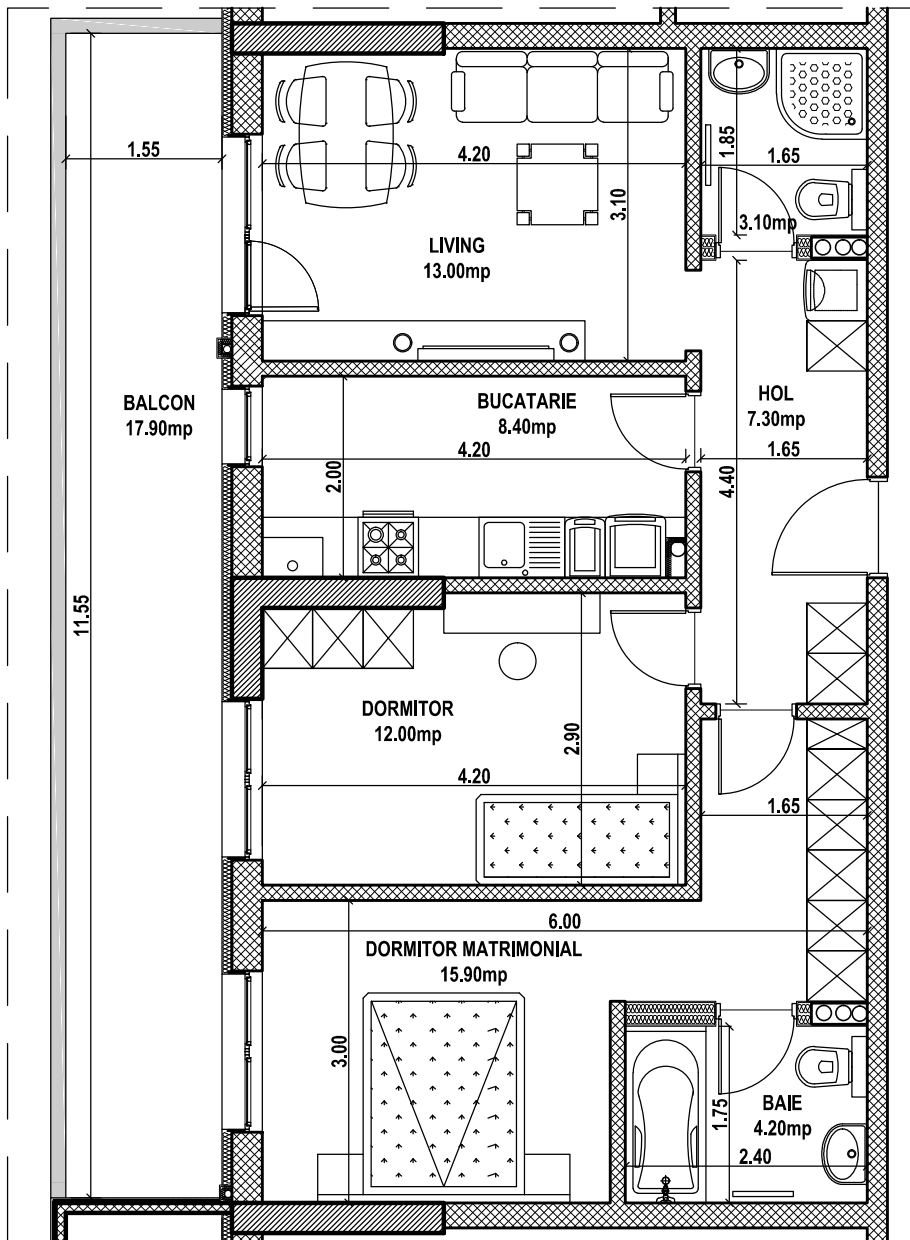 1.55
4.20
3.10
1.85
1.65
3.10mp
LIVING
13.00mp
BALCON
17.90mp
BUCATARIE
8.40mp
4.20
2.00
HOL
7.30mp
1.65
4.40
11.55
DORMITOR
12.00mp
2.90
4.20
1.65
6.00
DORMITOR MATRIMONIAL
15.90mp
3.00
1.75
BAIE
4.20mp
2.40